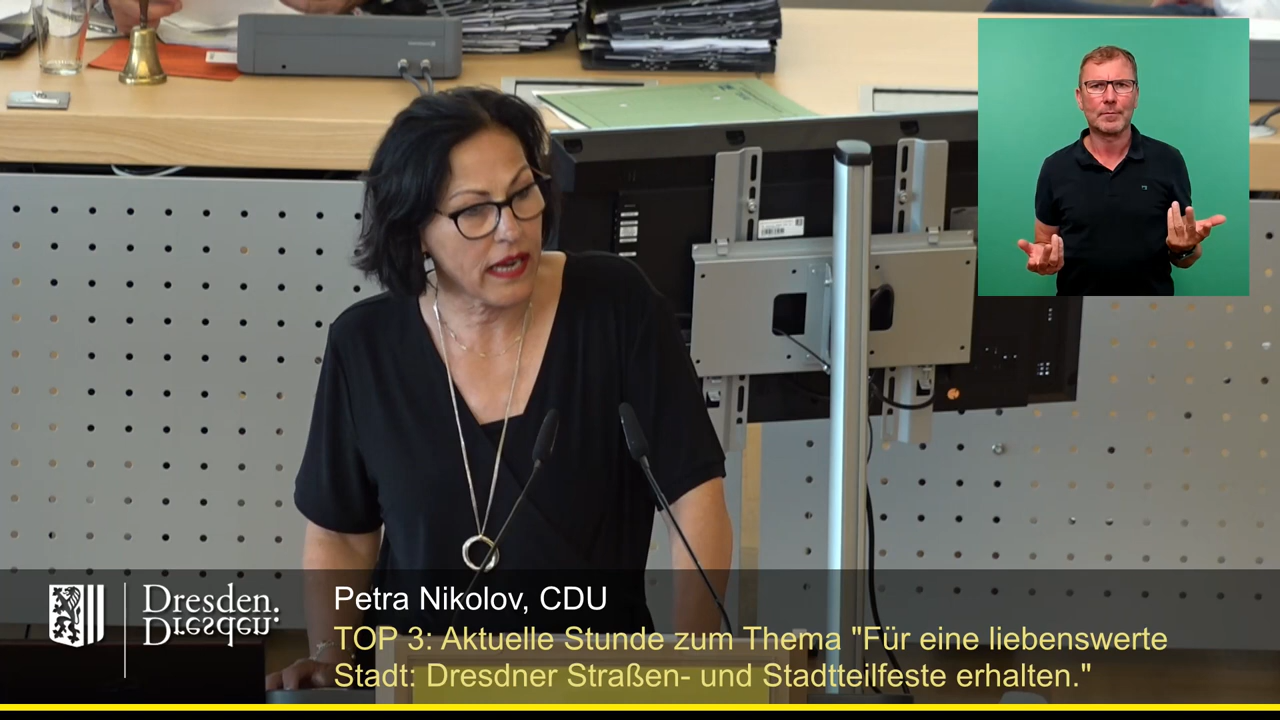 Dresden.
Dresden.
Petra Nikolov, CDU
TOP 3: Aktuelle Stunde zum Thema "Für eine liebenswerte
Stadt: Dresdner Straßen- und Stadtteilfeste erhalten."